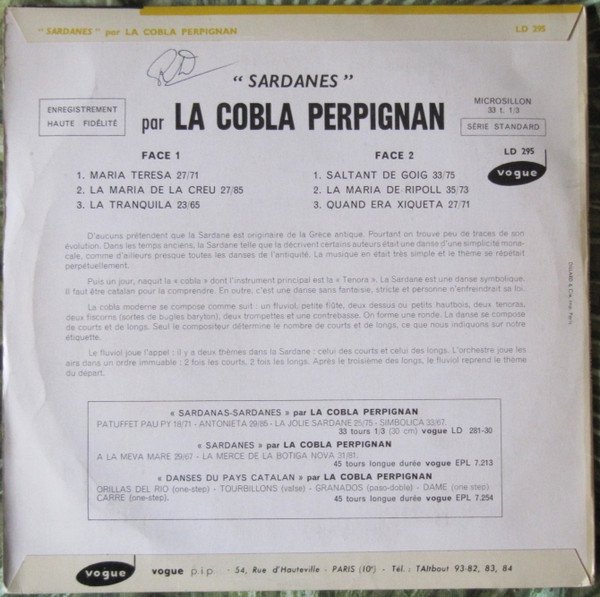 "SARDANES" par LA COBLA PERPIGNAN
LD 295
"SARDANES"
ENREGISTREMENT
HAUTE FIDÉLITÉ
par LA COBLA PERPIGNAN
MICROSILLON
33 t. 1/3
SÉRIE STANDARD
LD 295
vogue
FACE 1
1. MARIA TERESA 27/71
2. LA MARIA DE LA CREU 27/85
3. LA TRANQUILA 23/65
FACE 2
1. SALTANT DE GOIG 33/75
2. LA MARIA DE RIPOLL 35/73
3. QUAND ERA XIQUETA 27/71
D'aucuns prétendent que la Sardane est originaire de la Grèce antique. Pourtant on trouve peu de traces de son
évolution. Dans les temps anciens, la Sardane telle que la décrivent certains auteurs était une danse d'une simplicité mona-
cale, comme d'ailleurs presque toutes les danses de l'antiquité. La musique en était très simple et le thème se répétait
perpétuellement.
Puis un jour, naquit la « cobla » dont l'instrument principal est la « Tenora ». La Sardane est une danse symbolique.
Il faut être catalan pour la comprendre. En outre, c'est une danse sans fantaisie, stricte et personne n'enfreindrait sa loi.
La cobla moderne se comprise comme suit : un fluviol, petite flûte, deux dessus ou petits hautbois, deux tenoras,
deux fiscorns (sortes de bugles baryton), deux trompettes et une contrebasse. On forme une ronde. La danse se compose
de courts et de longs. Seul le compositeur détermine le nombre de courts et de longs, ce que nous indiquons sur notre
étiquette.
Le fluviol joue l'appel : il y a deux thèmes dans la Sardane : celui des courts et celui des longs. L'orchestre joue les
airs dans un ordre immuable : 2 fois les courts, 2 fois les longs. Après le troisième des longs, le fluviol reprend le thème
du départ.
« SARDANAS-SARDANES » par LA COBLA PERPIGNAN
PATUFFET PAU PY 18/71 - ANTONIETA 29/85 - LA JOLIE SARDANE 25/75 - SIMBOLICA 33/67.
33 tours 1/3 (30 cm) vogue LD 281-30
« SARDANES » par LA COBLA PERPIGNAN
A LA MEVA MARE 29/67 - LA MERCE DE LA BOTIGA NOVA 31/81.
45 tours longue durée vogue EPL 7.213
« DANSES DU PAYS CATALAN » par LA COBLA PERPIGNAN
ORILLAS DEL RIO (one-step) - TOURBILLONS (valse) - GRANADOS (paso-doble) - DAME (one step)
CARRE (one-step).
45 tours longue durée vogue EPL 7.254
vogue
vogue p.i.p. - 54, Rue d'Hauteville - PARIS (10e) - Tél. : TAItbout 93-82, 83, 84